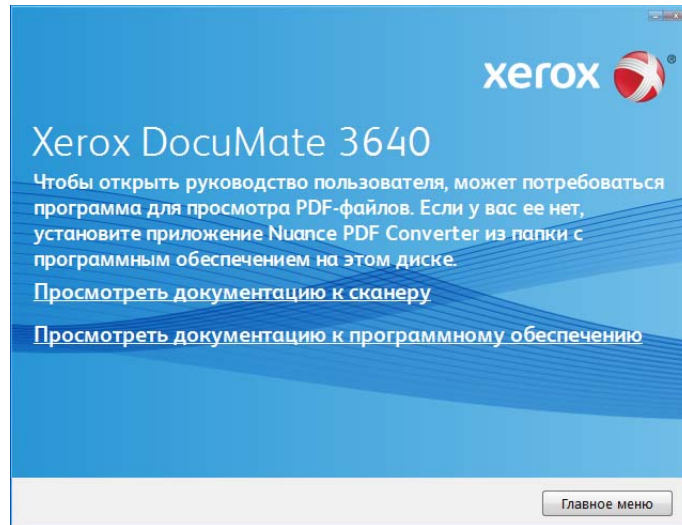 xerox
Xerox DocuMate 3640
Чтобы открыть руководство пользователя, может потребоваться
программа для просмотра PDF-файлов. Если у вас ее нет,
установите приложение Nuance PDF Converter из папки с
программным обеспечением на этом диске.
Просмотреть документацию к сканеру
Просмотреть документацию к программному обеспечению
Главное меню